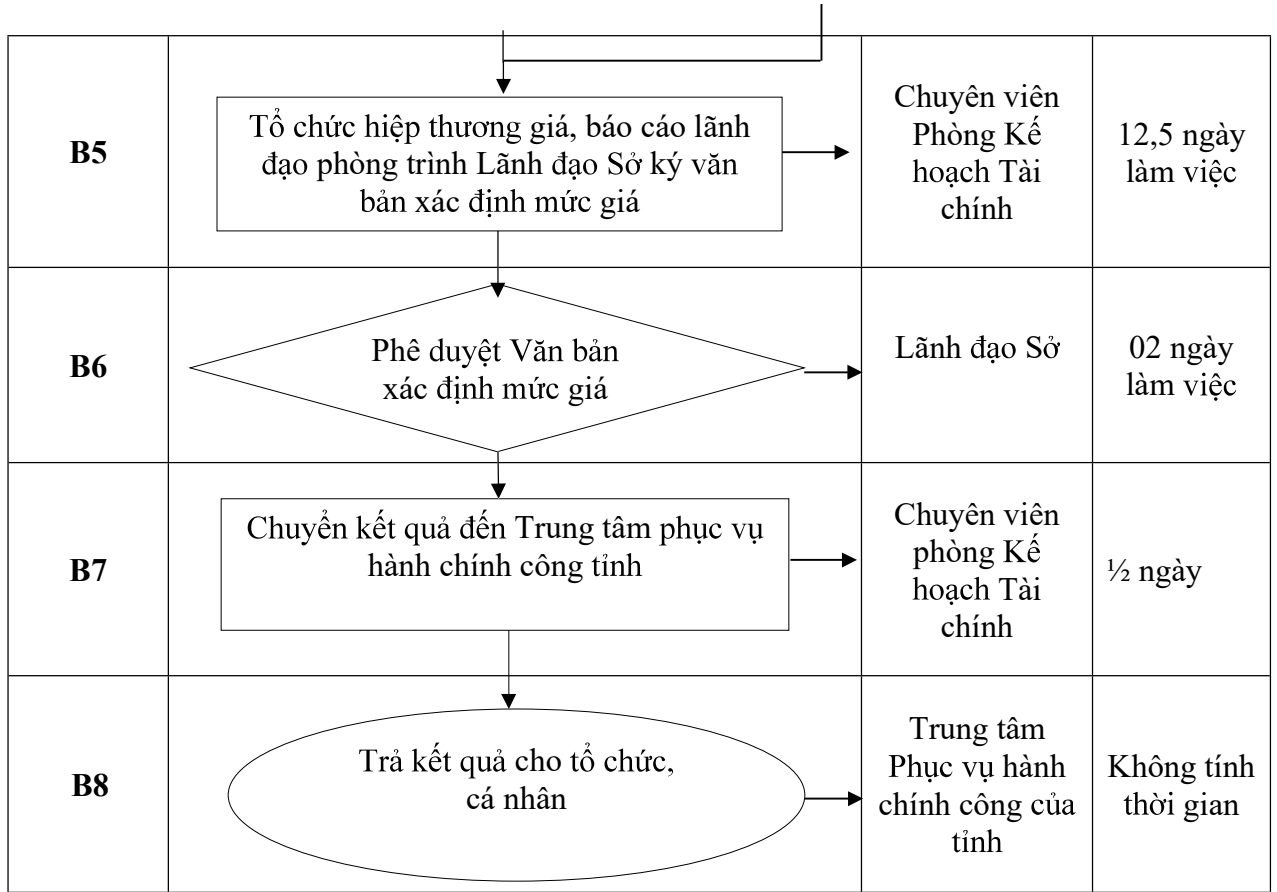 B5
Tổ chức hiệp thương giá, báo cáo lãnh
đạo phòng trình Lãnh đạo Sở ký văn
bản xác định mức giá
Chuyên viên
Phòng Kế
hoạch Tài
chính
12,5 ngày
làm việc
B6
Phê duyệt Văn bản
xác định mức giá
Lãnh đạo Sở
02 ngày
làm việc
B7
Chuyển kết quả đến Trung tâm phục vụ
hành chính công tỉnh
Chuyên viên
phòng Kế
hoạch Tài
chính
½ ngày
B8
Trả kết quả cho tổ chức,
cá nhân
Trung tâm
Phục vụ hành
chính công của
tỉnh
Không tính
thời gian